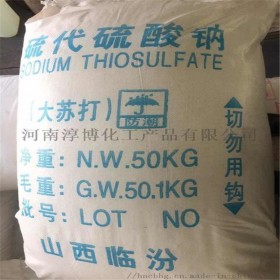 硫代硫酸钠
SODIUM THIOSULFATE
(大苏打)
防潮
切勿用钩
河南淳博化工产品有限公司
净重:N.W.50KG
毛重:G.W.50.1KG
批号:LOT NO
山西临汾